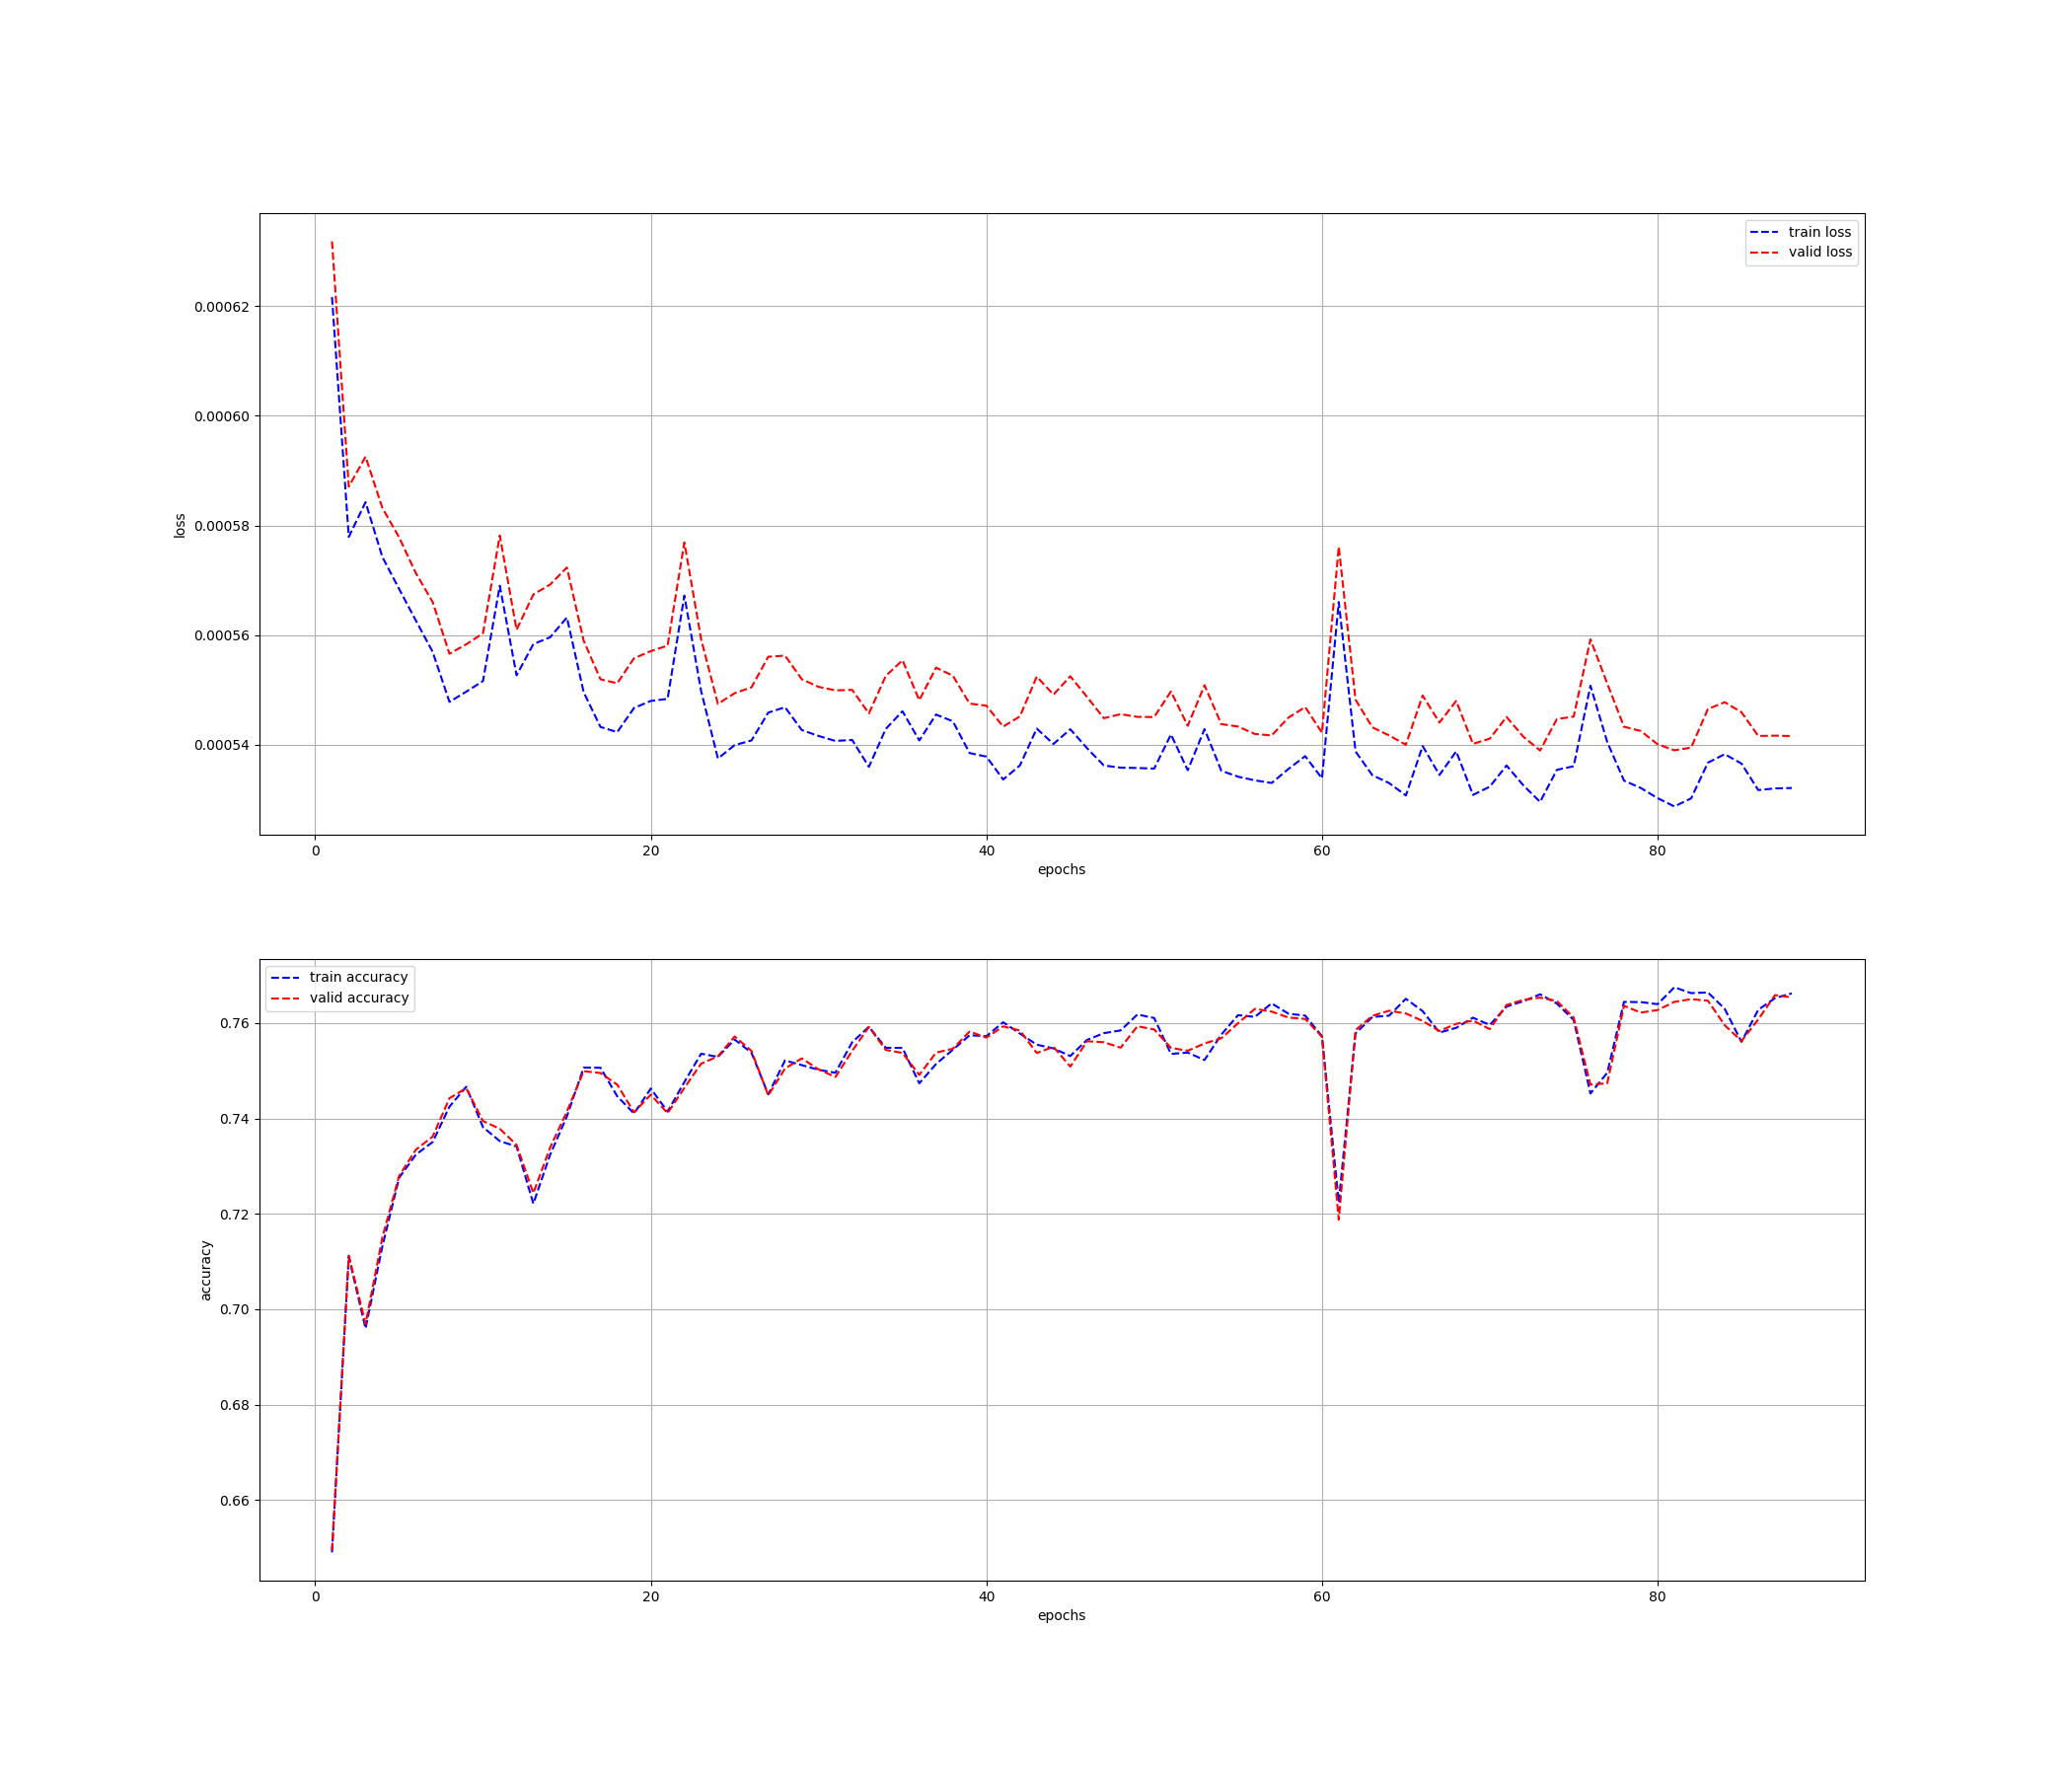 train loss
valid loss
0.00062
0.00060
0.00058
0.00056
0.00054
loss
0 20 40 60 80
epochs
train accuracy
valid accuracy
0.76
0.74
0.72
0.70
0.68
0.66
accuracy
0 20 40 60 80
epochs